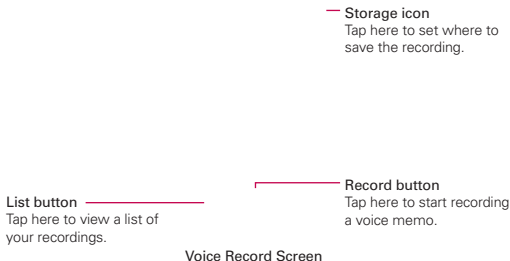 Storage icon
Tap here to set where to
save the recording.
Record button
Tap here to start recording
a voice memo.
List button
Tap here to view a list of
your recordings.
Voice Record Screen